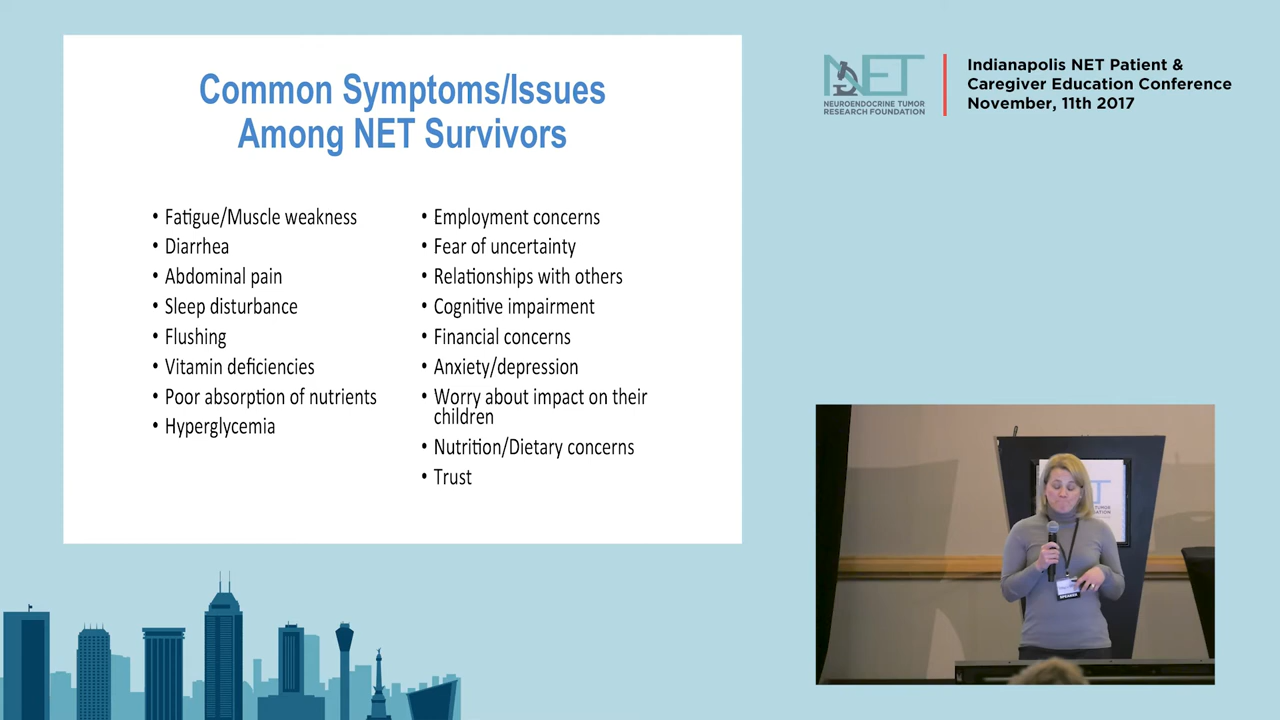 Common Symptoms/Issues
Among NET Survivors
• Fatigue/Muscle weakness
• Diarrhea
• Abdominal pain
• Sleep disturbance
• Flushing
• Vitamin deficiencies
• Poor absorption of nutrients
• Hyperglycemia
• Employment concerns
• Fear of uncertainty
• Relationships with others
• Cognitive impairment
• Financial concerns
• Anxiety/depression
• Worry about impact on their
children
• Nutrition/Dietary concerns
• Trust
NET
NEUROENDOCRINE TUMOR
RESEARCH FOUNDATION
Indianapolis NET Patient &
Caregiver Education Conference
November, 11th 2017
SPEAKER